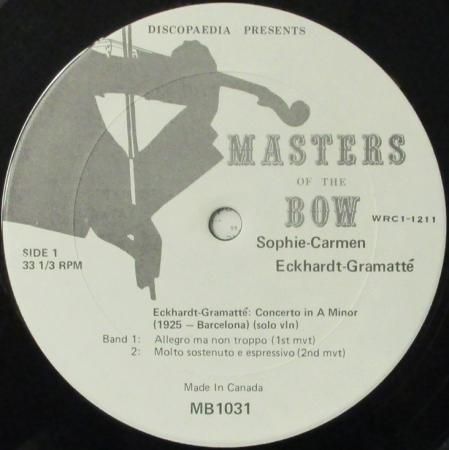 DISCOPAEDIA PRESENTS
MASTERS
OF THE
BOW
WRC1-1211
Sophie-Carmen
Eckhardt-Gramatté
SIDE 1
33 1/3 RPM
Eckhardt-Gramatté: Concerto in A Minor
(1925 — Barcelona) (solo vln)
Band 1: Allegro ma non troppo (1st mvt)
2: Molto sostenuto e espressivo (2nd mvt)
Made In Canada
MB1031